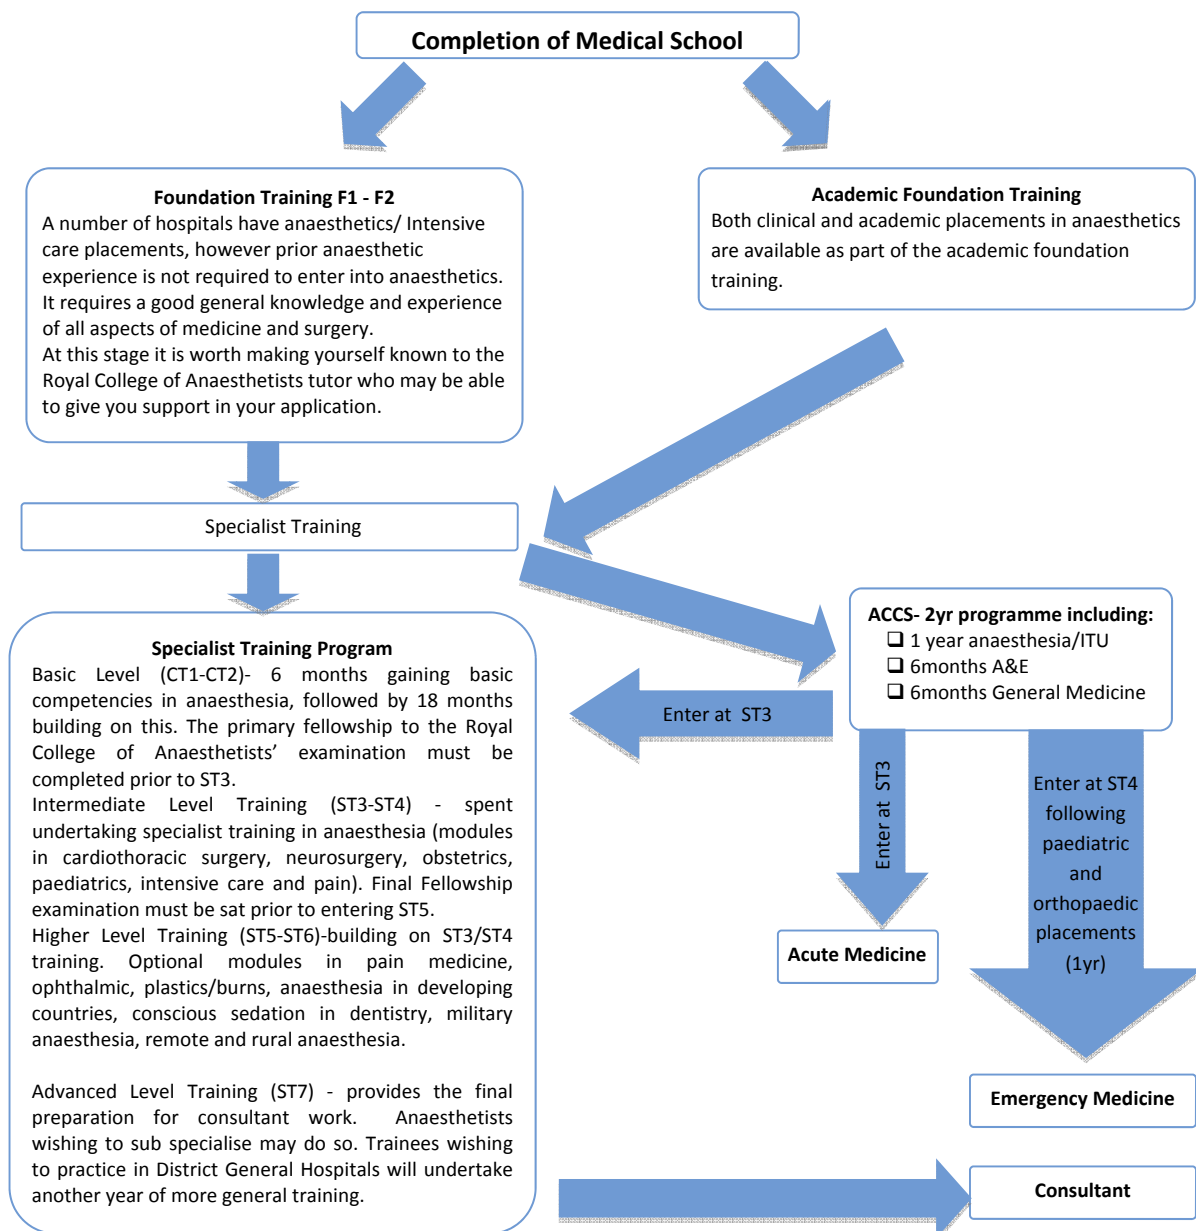 Completion of Medical School
Foundation Training F1 - F2
A number of hospitals have anaesthetics/ Intensive
care placements, however prior anaesthetic
experience is not required to enter into anaesthetics.
It requires a good general knowledge and experience
of all aspects of medicine and surgery.
At this stage it is worth making yourself known to the
Royal College of Anaesthetists tutor who may be able
to give you support in your application.
Academic Foundation Training
Both clinical and academic placements in anaesthetics
are available as part of the academic foundation
training.
Specialist Training
Specialist Training Program
Basic Level (CT1-CT2)- 6 months gaining basic
competencies in anaesthesia, followed by 18 months
building on this. The primary fellowship to the Royal
College of Anaesthetists’ examination must be
completed prior to ST3.
Intermediate Level Training (ST3-ST4) - spent
undertaking specialist training in anaesthesia (modules
in cardiothoracic surgery, neurosurgery, obstetrics,
paediatrics, intensive care and pain). Final Fellowship
examination must be sat prior to entering ST5.
Higher Level Training (ST5-ST6)-building on ST3/ST4
training. Optional modules in pain medicine,
ophthalmic, plastics/burns, anaesthesia in developing
countries, conscious sedation in dentistry, military
anaesthesia, remote and rural anaesthesia.
Advanced Level Training (ST7) - provides the final
preparation for consultant work. Anaesthetists
wishing to sub specialise may do so. Trainees wishing
to practice in District General Hospitals will undertake
another year of more general training.
ACCS- 2yr programme including:
❑ 1 year anaesthesia/ITU
❑ 6months A&E
❑ 6months General Medicine
Enter at ST3
Enter at ST3
Enter at ST4
following
paediatric
and
orthopaedic
placements
(1yr)
Acute Medicine
Emergency Medicine
Consultant